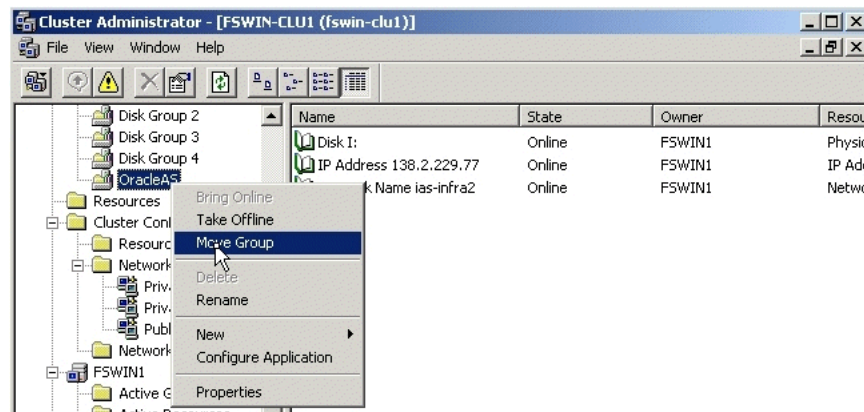 Cluster Administrator - [FSWIN-CLU1 (fswin-clu1)]
File View Window Help
Disk Group 2
Disk Group 3
Disk Group 4
OracleAS
Resources
Cluster Conf
Resourc
Network
Priv
Priv
Publ
Network
FSWIN1
Active G
Name State Owner Resou
Disk I: Online FSWIN1 Physic
IP Address 138.2.229.77 Online FSWIN1 IP Ad
k Name ias-infra2 Online FSWIN1 Netwo
Bring Online
Take Offline
Move Group
Delete
Rename
New
Configure Application
Properties